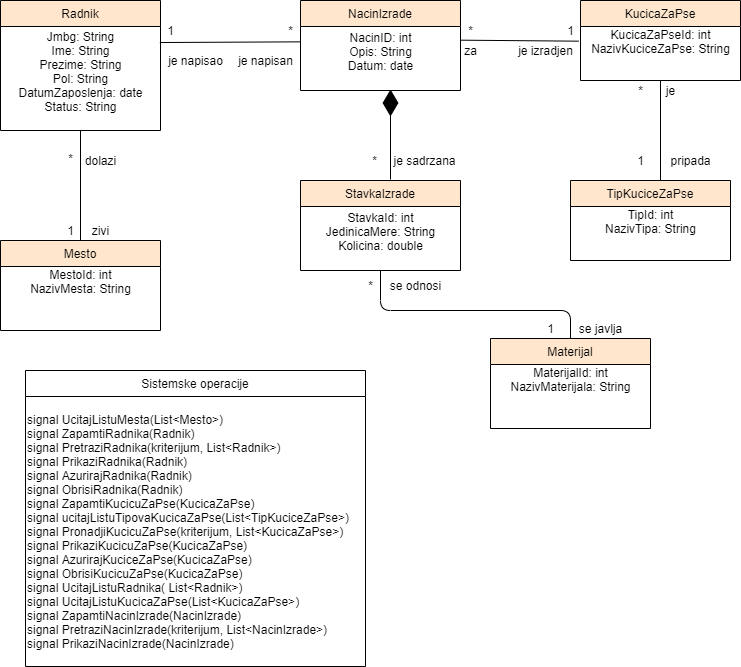 Radnik
Jmbg: String
Ime: String
Prezime: String
Pol: String
DatumZaposlenja: date
Status: String
1
*
je napisao
je napisan
NacinIzrade
NacinID: int
Opis: String
Datum: date
*
1
za
je izradjen
KucicaZaPse
KucicaZaPseId: int
NazivKuciceZaPse: String
*
je
1
pripada
TipKuciceZaPse
TipId: int
NazivTipa: String
*
dolazi
1
zivi
Mesto
MestoId: int
NazivMesta: String
*
je sadrzana
StavkaIzrade
StavkaId: int
JedinicaMere: String
Kolicina: double
*
se odnosi
1
se javlja
Materijal
MaterijalId: int
NazivMaterijala: String
Sistemske operacije
signal UcitajListuMesta(List<Mesto>)
signal ZapamtiRadnika(Radnik)
signal PretraziRadnika(kriterijum, List<Radnik>)
signal PrikaziRadnika(Radnik)
signal AzurirajRadnika(Radnik)
signal ObrisiRadnika(Radnik)
signal ZapamtiKucicuZaPse(KucicaZaPse)
signal ucitajListuTipovaKucicaZaPse(List<TipKuciceZaPse>)
signal PronadjiKucicuZaPse(kriterijum, List<KucicaZaPse>)
signal PrikaziKucicuZaPse(KucicaZaPse)
signal AzurirajKuciceZaPse(KucicaZaPse)
signal ObrisiKucicuZaPse(KucicaZaPse)
signal UcitajListuRadnika( List<Radnik>)
signal UcitajListuKucicaZaPse(List<KucicaZaPse>)
signal ZapamtiNacinIzrade(NacinIzrade)
signal PretraziNacinIzrade(kriterijum, List<NacinIzrade>)
signal PrikaziNacinIzrade(NacinIzrade)